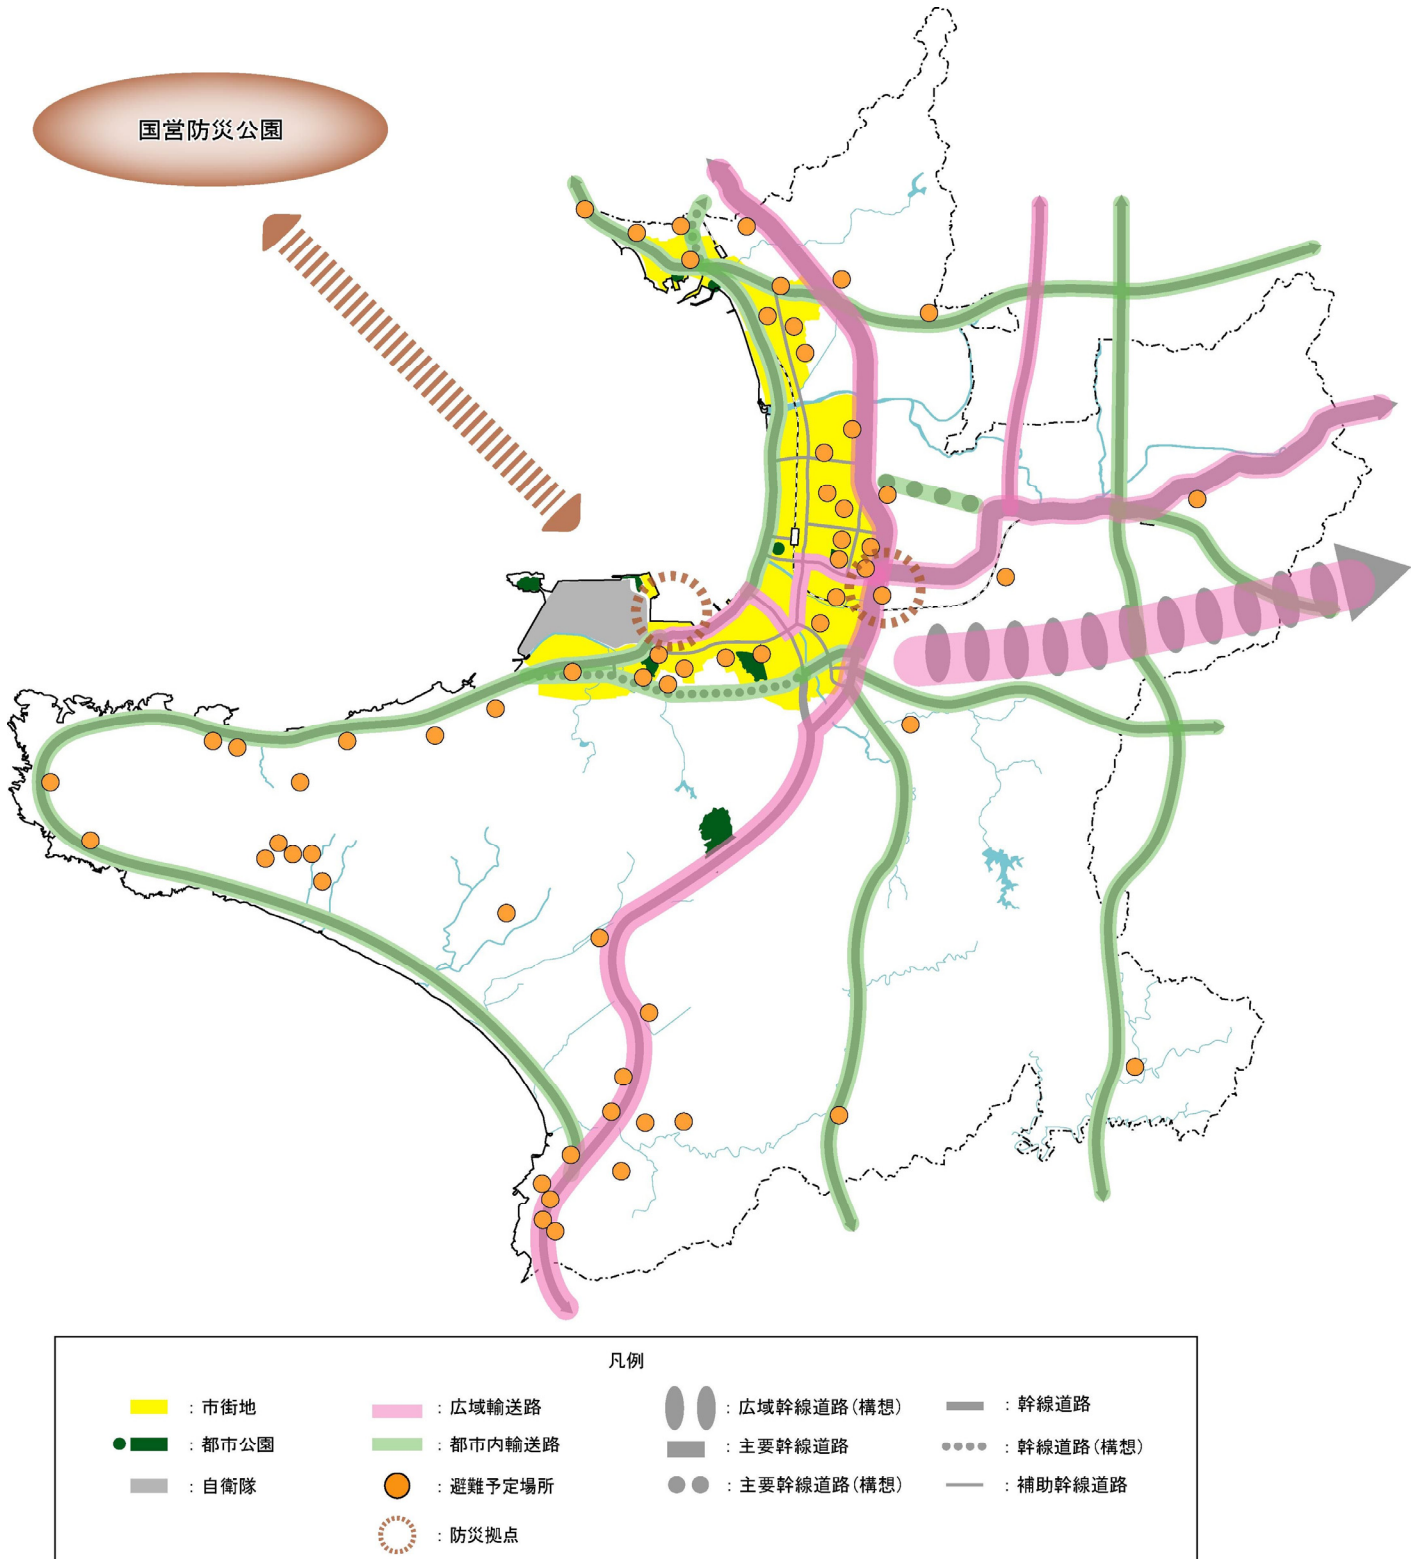 国営防災公園
凡例
：市街地
：広域輸送路
：広域幹線道路（構想）
：幹線道路
：都市公園
：都市内輸送路
：主要幹線道路
：幹線道路（構想）
：自衛隊
：避難予定場所
：主要幹線道路（構想）
：補助幹線道路
：防災拠点